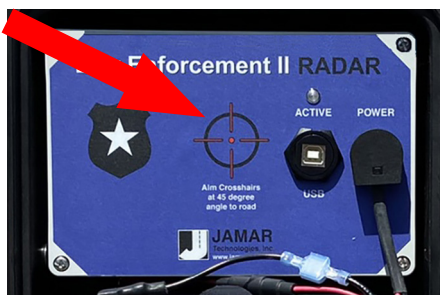 Enforcement II RADAR
ACTIVE
POWER
Aim Crosshairs
at 45 degree
angle to road
USB
JAMAR
Technologies, Inc.